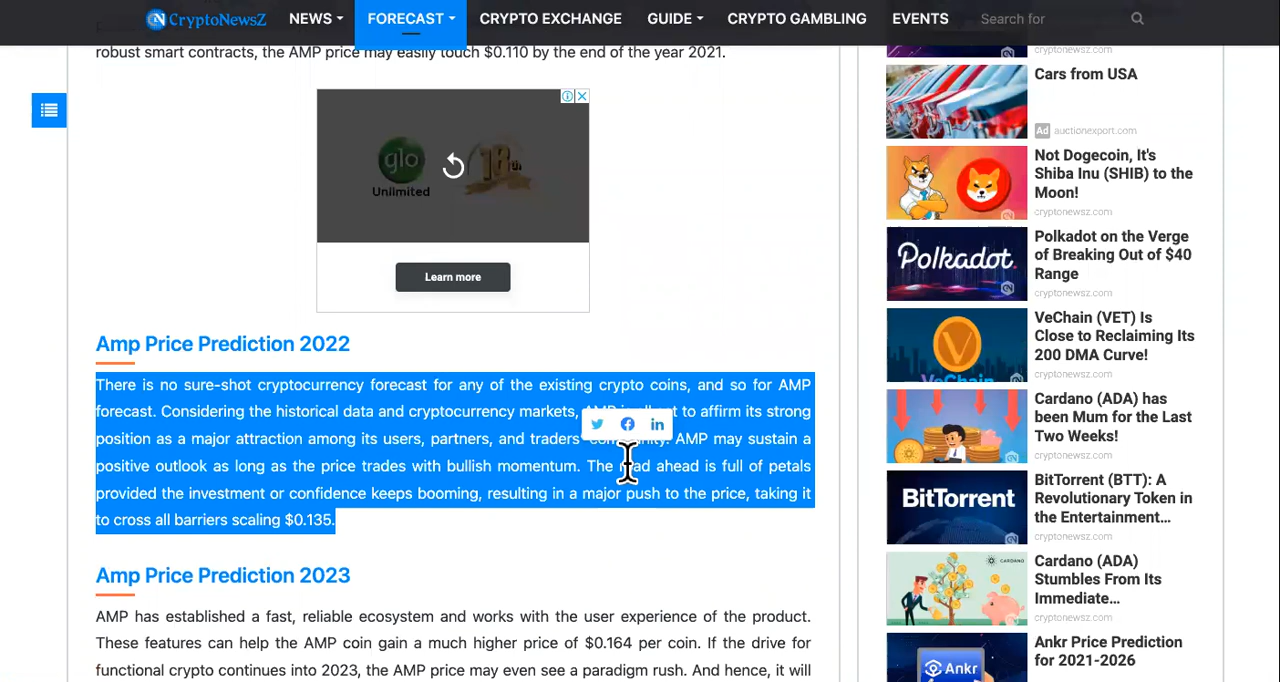 CryptoNewsZ NEWS FORECAST CRYPTO EXCHANGE GUIDE CRYPTO GAMBLING EVENTS Search for
robust smart contracts, the AMP price may easily touch $0.110 by the end of the year 2021.
glo
Unlimited
18
Learn more
Amp Price Prediction 2022
There is no sure-shot cryptocurrency forecast for any of the existing crypto coins, and so for AMP
forecast. Considering the historical data and cryptocurrency markets, to affirm its strong
position as a major attraction among its users, partners, and traders' AMP may sustain a
positive outlook as long as the price trades with bullish momentum. The ahead is full of petals
provided the investment or confidence keeps booming, resulting in a major push to the price, taking it
to cross all barriers scaling $0.135.
Amp Price Prediction 2023
AMP has established a fast, reliable ecosystem and works with the user experience of the product.
These features can help the AMP coin gain a much higher price of $0.164 per coin. If the drive for
functional crypto continues into 2023, the AMP price may even see a paradigm rush. And hence, it will
cryptonewsz.com
Cars from USA
Ad auctionexport.com
Not Dogecoin, It's
Shiba Inu (SHIB) to the
Moon!
cryptonewsz.com
Polkadot
Polkadot on the Verge
of Breaking Out of $40
Range
cryptonewsz.com
VeChain
VeChain (VET) Is
Close to Reclaiming Its
200 DMA Curve!
cryptonewsz.com
Cardano (ADA) has
been Mum for the Last
Two Weeks!
cryptonewsz.com
BitTorrent
BitTorrent (BTT): A
Revolutionary Token in
the Entertainment...
cryptonewsz.com
CARDANO
Cardano (ADA)
Stumbles From Its
Immediate...
cryptonewsz.com
Ankr
Ankr Price Prediction
for 2021-2026